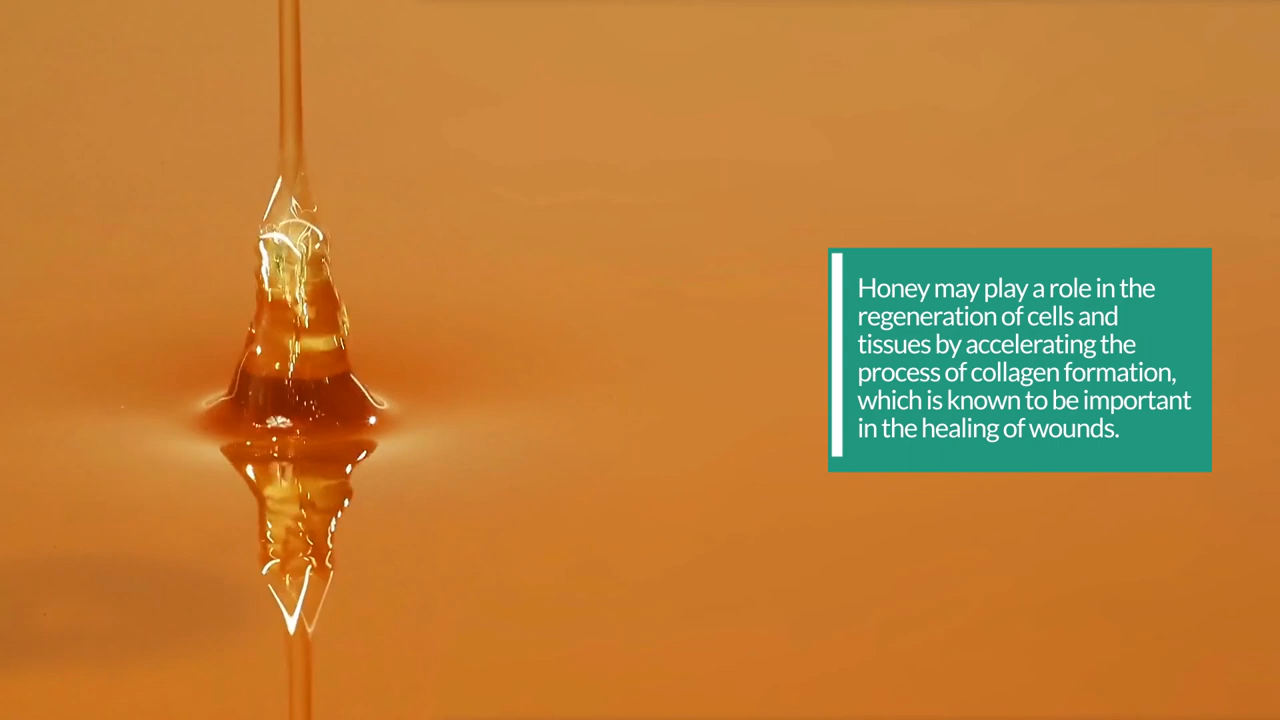 Honey may play a role in the
regeneration of cells and
tissues by accelerating the
process of collagen formation,
which is known to be important
in the healing of wounds.